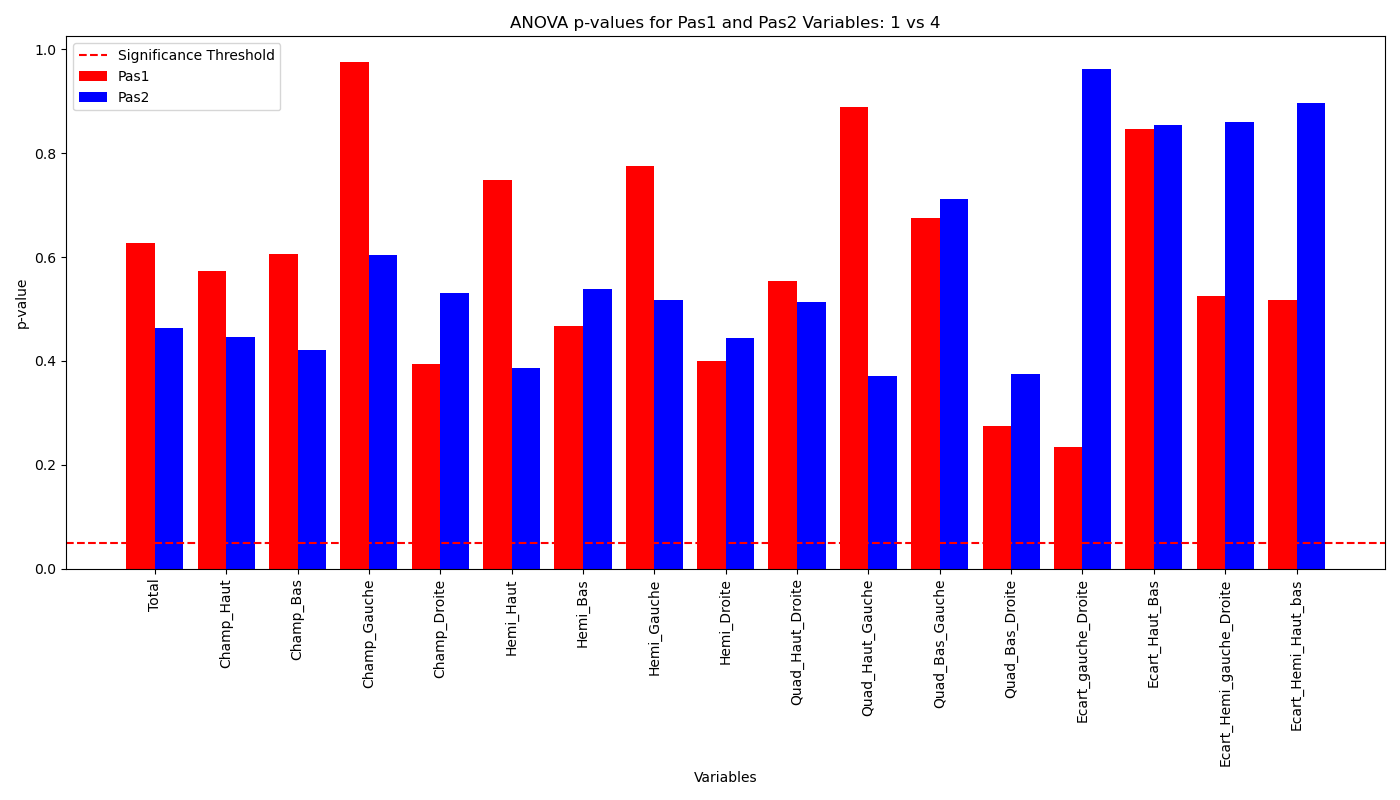 ANOVA p-values for Pas1 and Pas2 Variables: 1 vs 4
Significance Threshold
Pas1
Pas2
p-value
1.0
0.8
0.6
0.4
0.2
0.0
Total
Champ_Haut
Champ_Bas
Champ_Gauche
Champ_Droite
Hemi_Haut
Hemi_Bas
Hemi_Gauche
Hemi_Droite
Quad_Haut_Droite
Quad_Haut_Gauche
Quad_Bas_Gauche
Quad_Bas_Droite
Ecart_gauche_Droite
Ecart_Haut_Bas
Ecart_Hemi_gauche_Droite
Ecart_Hemi_Haut_bas
Variables